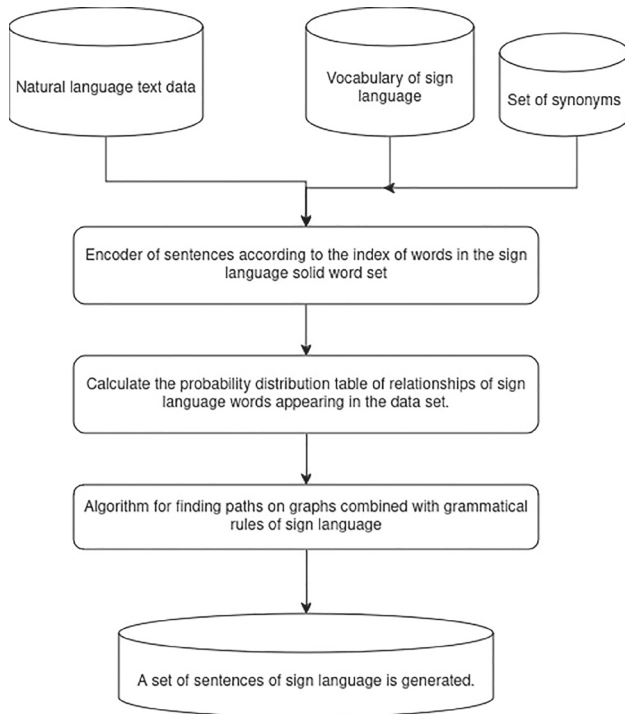 Natural language text data
Vocabulary of sign
language
Set of synonyms
Encoder of sentences according to the index of words in the sign
language solid word set
Calculate the probability distribution table of relationships of sign
language words appearing in the data set.
Algorithm for finding paths on graphs combined with grammatical
rules of sign language
A set of sentences of sign language is generated.